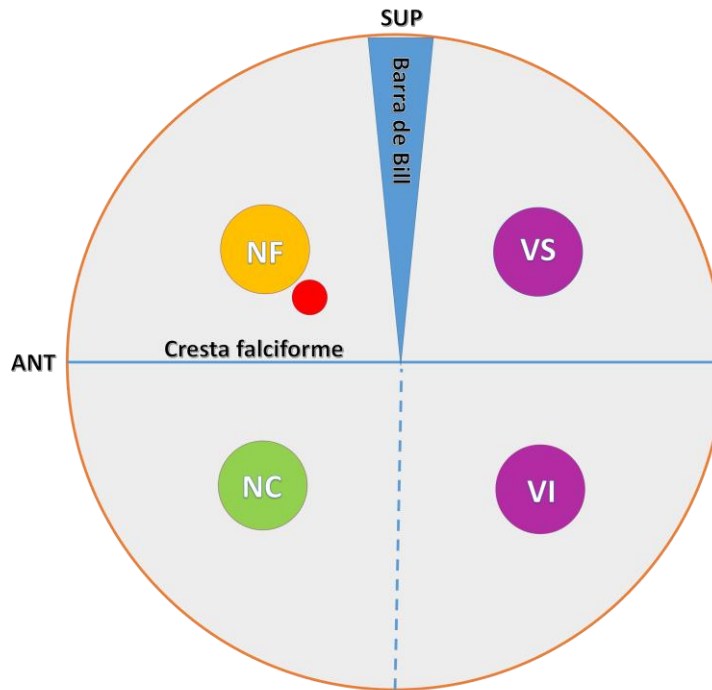 SUP
Barra de Bill
NF
VS
Cresta falciforme
ANT
NC
VI